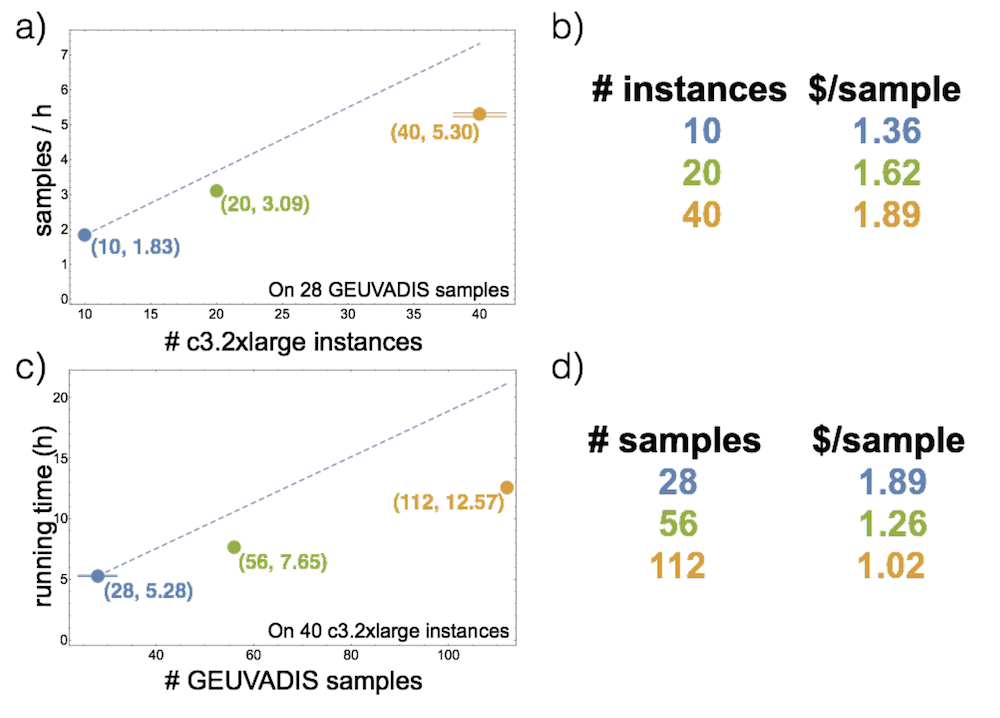 a)
samples / h
7
6
5
4
3
2
1
0
(40, 5.30)
(20, 3.09)
(10, 1.83)
On 28 GEUVADIS samples
10 15 20 25 30 35 40
# c3.2xlarge instances
b)
# instances $/sample
10 1.36
20 1.62
40 1.89
c)
running time (h)
20
15
10
5
0
(112, 12.57)
(56, 7.65)
(28, 5.28)
On 40 c3.2xlarge instances
40 60 80 100
# GEUVADIS samples
d)
# samples $/sample
28 1.89
56 1.26
112 1.02